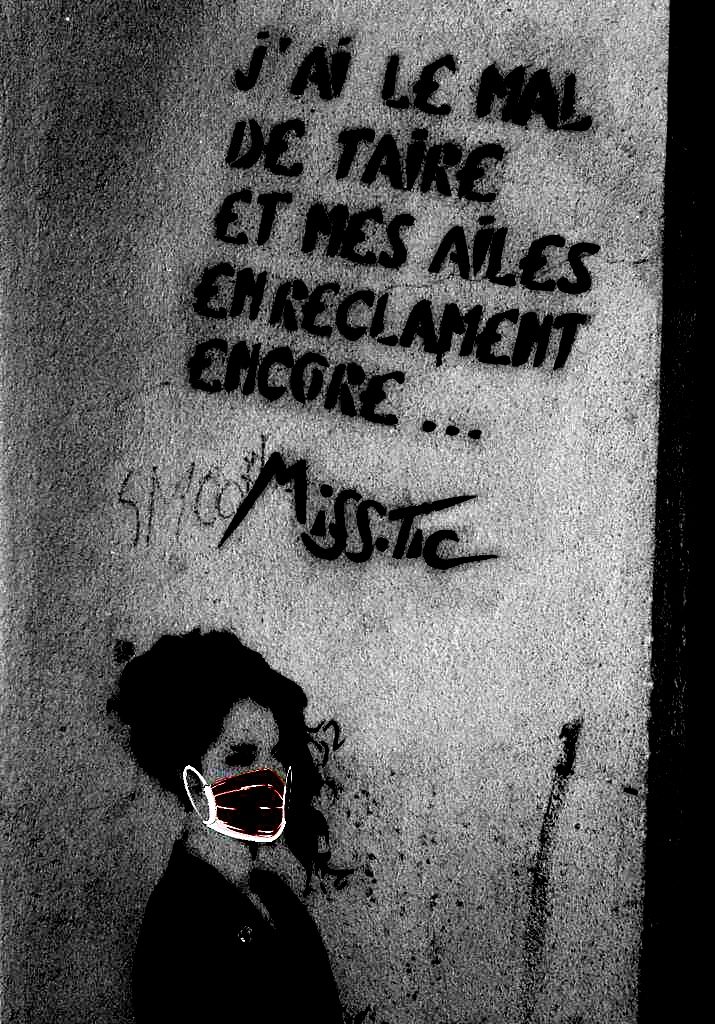 J'Ai LE MAL
DE TAiRE
ET MES AiLES
EN RECLAMENT
ENCORE ...
Miss.Tic